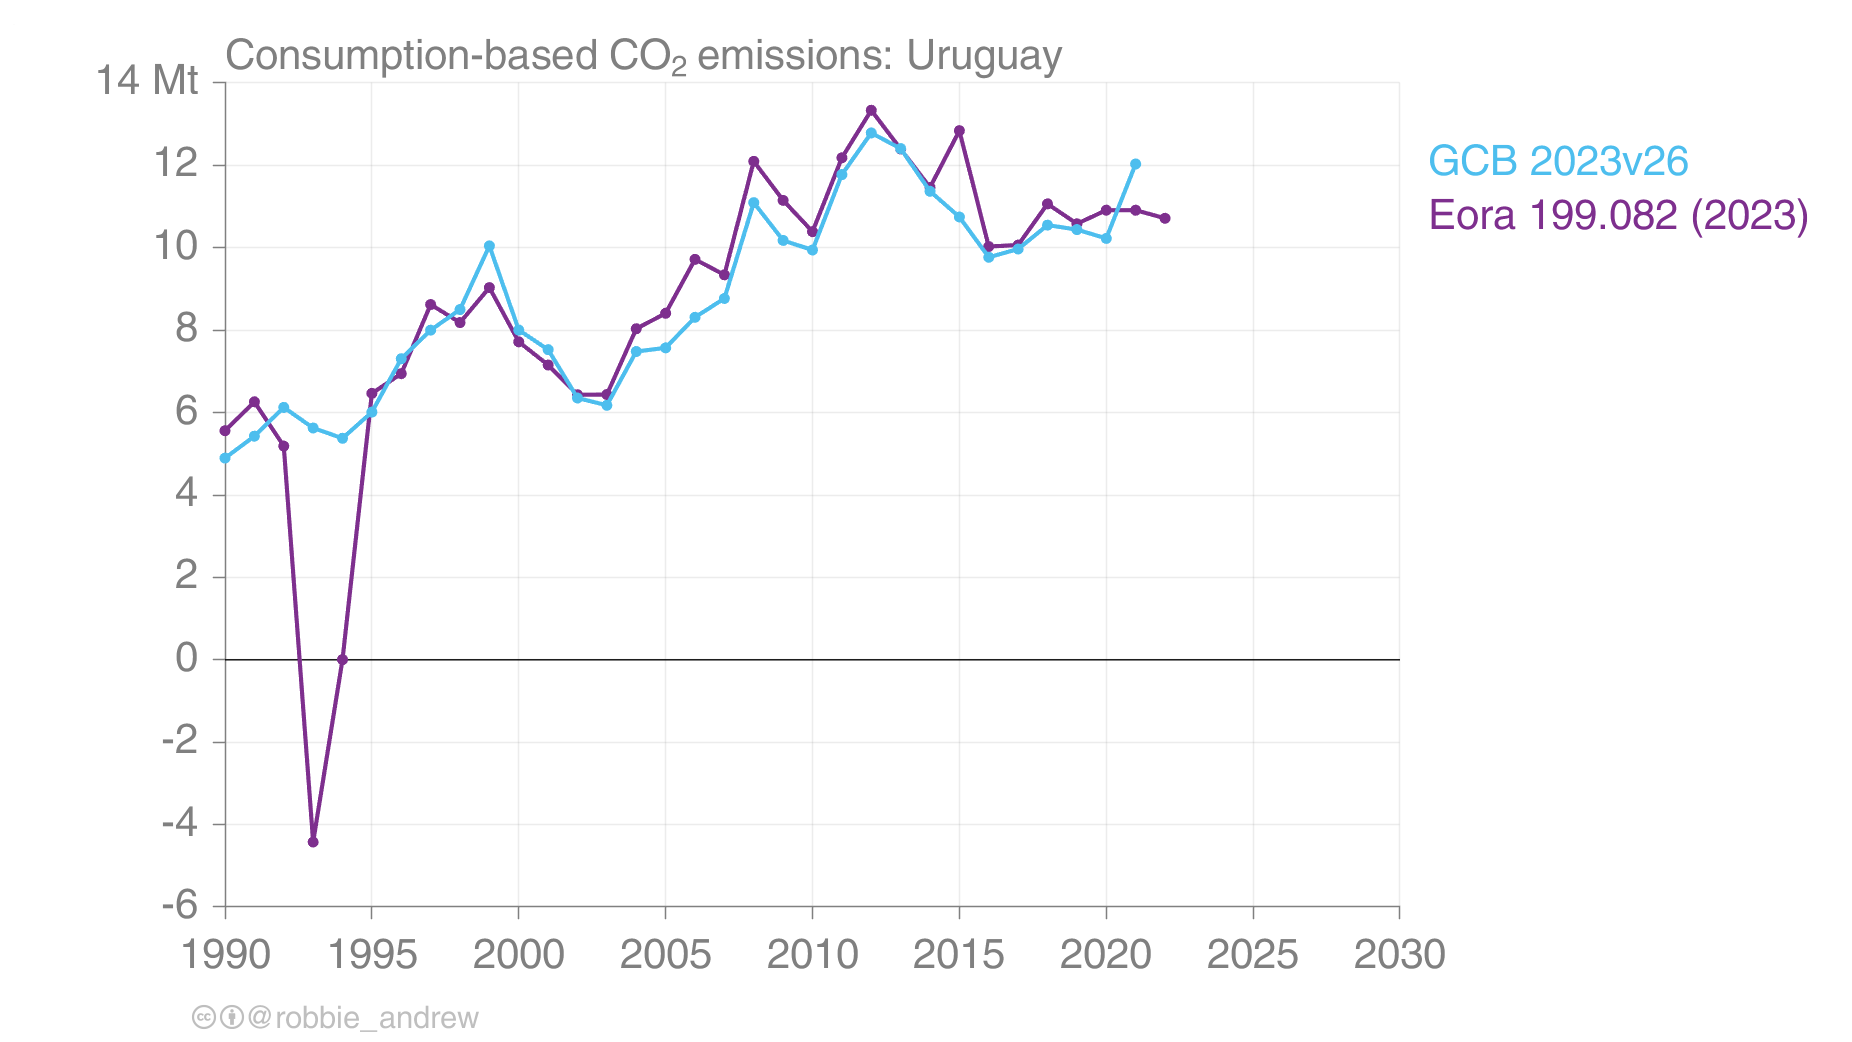 Consumption-based CO₂ emissions: Uruguay
14 Mt
12
10
8
6
4
2
0
-2
-4
-6
1990 1995 2000 2005 2010 2015 2020 2025 2030
GCB 2023v26
Eora 199.082 (2023)
@robbie_andrew